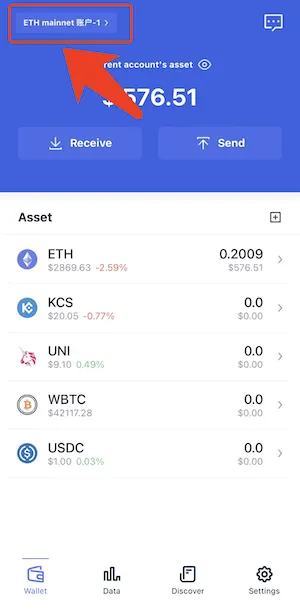 ETH mainnet 账户-1 >
rent account's asset
$576.51
Receive
Send
Asset
ETH
0.2009
$2869.63 -2.59%
$576.51
KCS
0.0
$20.05 -0.77%
$0.00
UNI
0.0
$9.10 0.49%
$0.00
WBTC
0.0
$42117.28
$0.00
USDC
0.0
$1.00 0.03%
$0.00
Wallet
Data
Discover
Settings